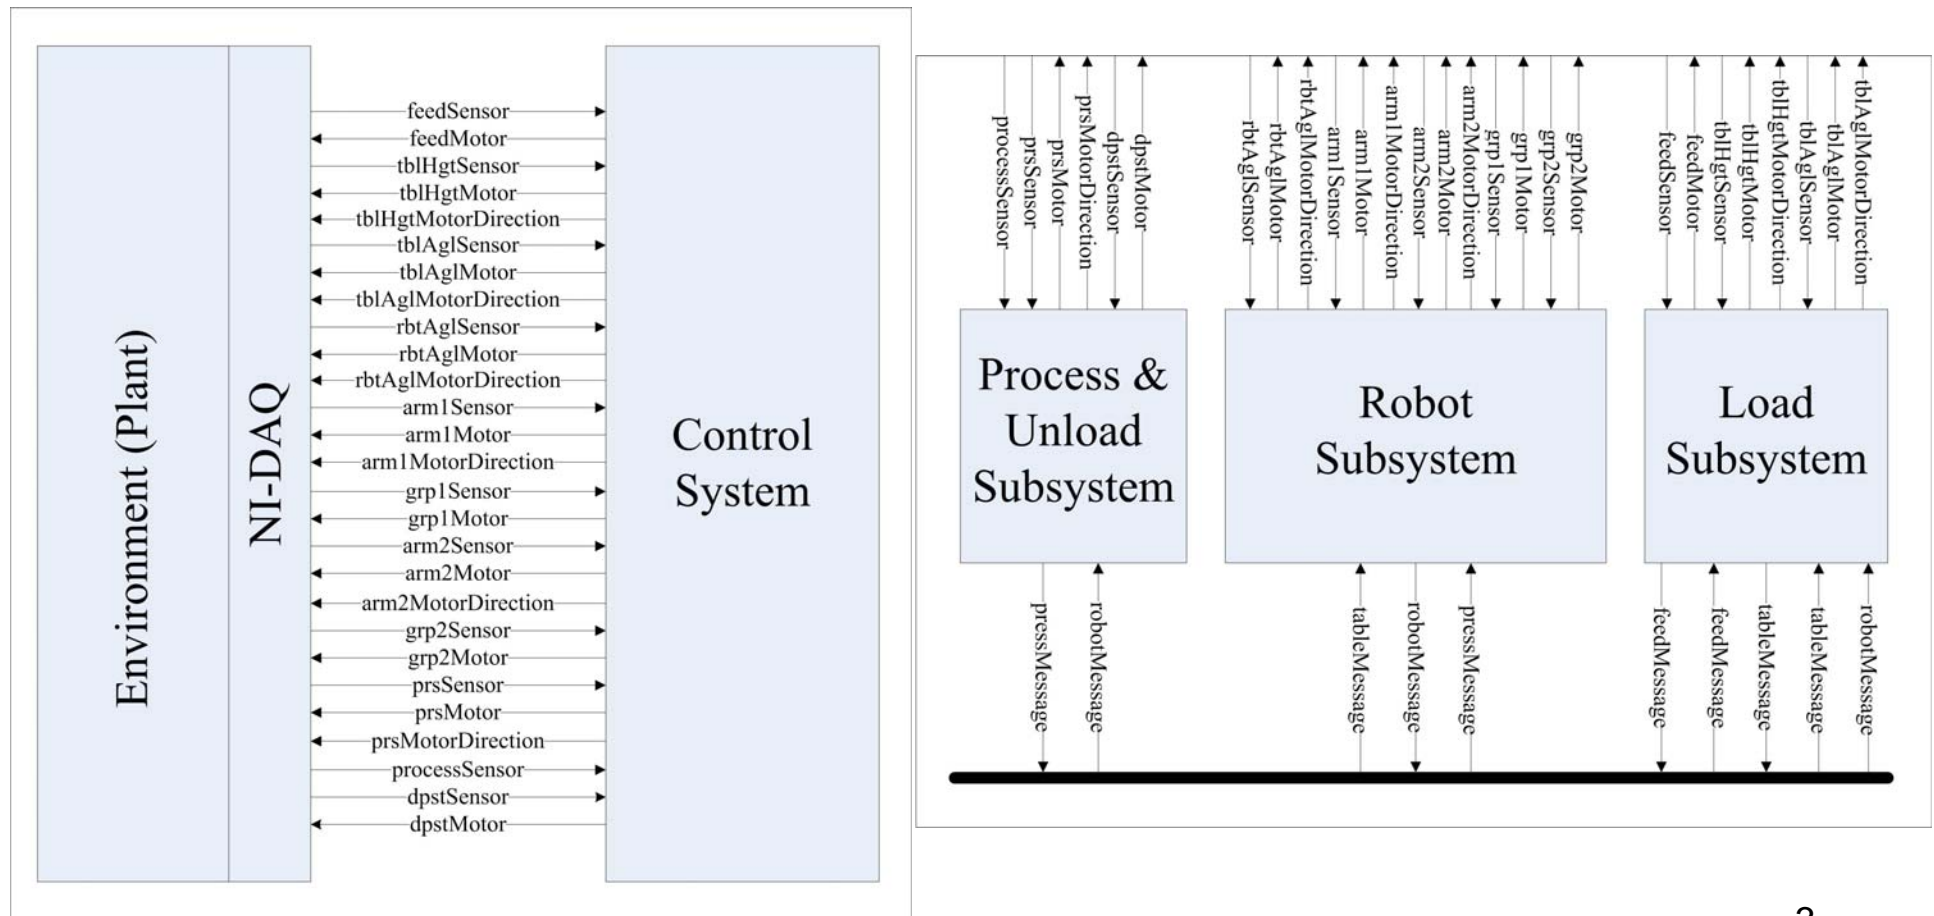 Environment (Plant)
NI-DAQ
feedSensor
feedMotor
tblHgtSensor
tblHgtMotor
tblHgtMotorDirection
tblAglSensor
tblAglMotor
tblAglMotorDirection
rbtAglSensor
rbtAglMotor
rbtAglMotorDirection
arm1Sensor
arm1Motor
arm1MotorDirection
grp1Sensor
grp1Motor
arm2Sensor
arm2Motor
arm2MotorDirection
grp2Sensor
grp2Motor
prsSensor
prsMotor
prsMotorDirection
processSensor
dpstSensor
dpstMotor
Control
System
processSensor
prsSensor
prsMotor
prsMotorDirection
dpstSensor
dpstMotor
rbtAglSensor
rbtAglMotor
rbtAglMotorDirection
arm1Sensor
arm1Motor
arm1MotorDirection
arm2Sensor
arm2Motor
arm2MotorDirection
grp1Sensor
grp1Motor
grp2Sensor
grp2Motor
feedSensor
feedMotor
tblHgtSensor
tblHgtMotor
tblHgtMotorDirection
tblAglSensor
tblAglMotor
tblAglMotorDirection
Process &
Unload
Subsystem
Robot
Subsystem
Load
Subsystem
pressMessage
robotMessage
tableMessage
robotMessage
pressMessage
feedMessage
feedMessage
tableMessage
tableMessage
robotMessage